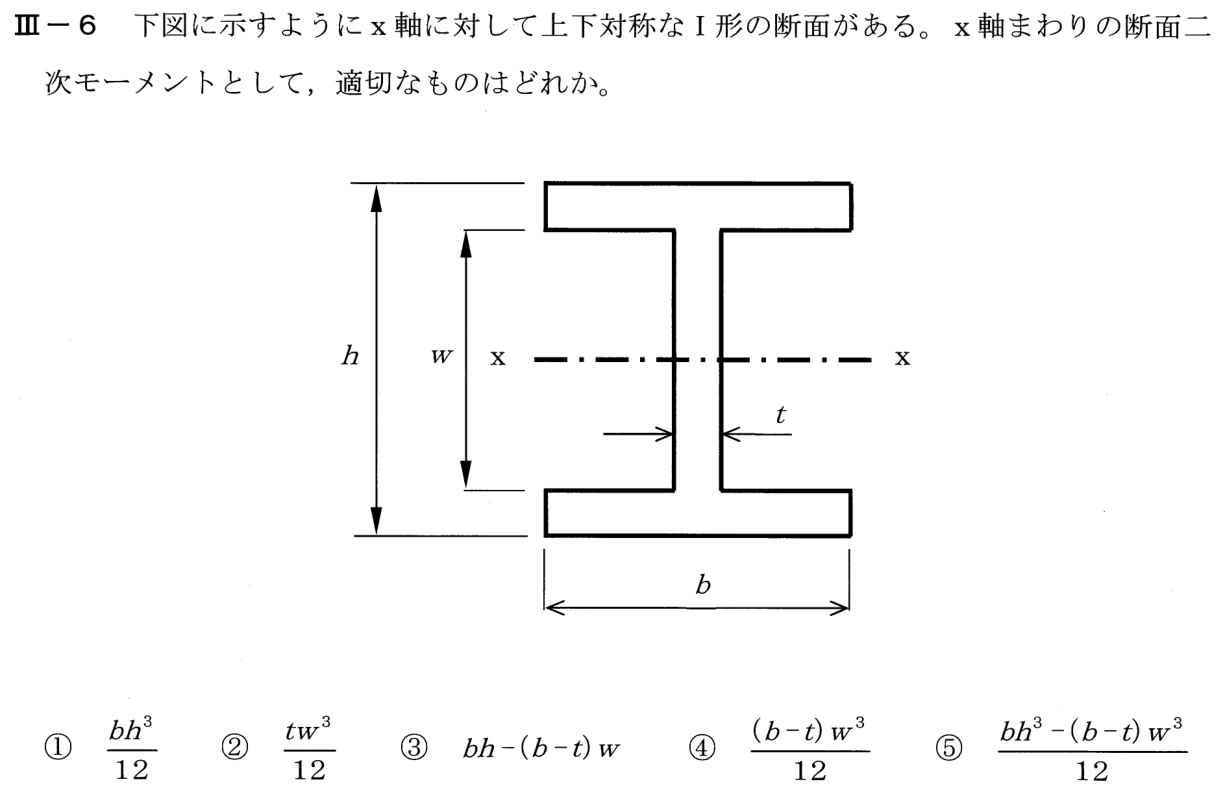 Ⅲ－6 下図に示すようにx軸に対して上下対称なI形の断面がある。x軸まわりの断面二
次モーメントとして，適切なものはどれか。
h
w
x
x
t
b
① bh³/12 ② tw³/12 ③ bh-(b-t)w ④ (b-t)w³/12 ⑤ bh³-(b-t)w³/12